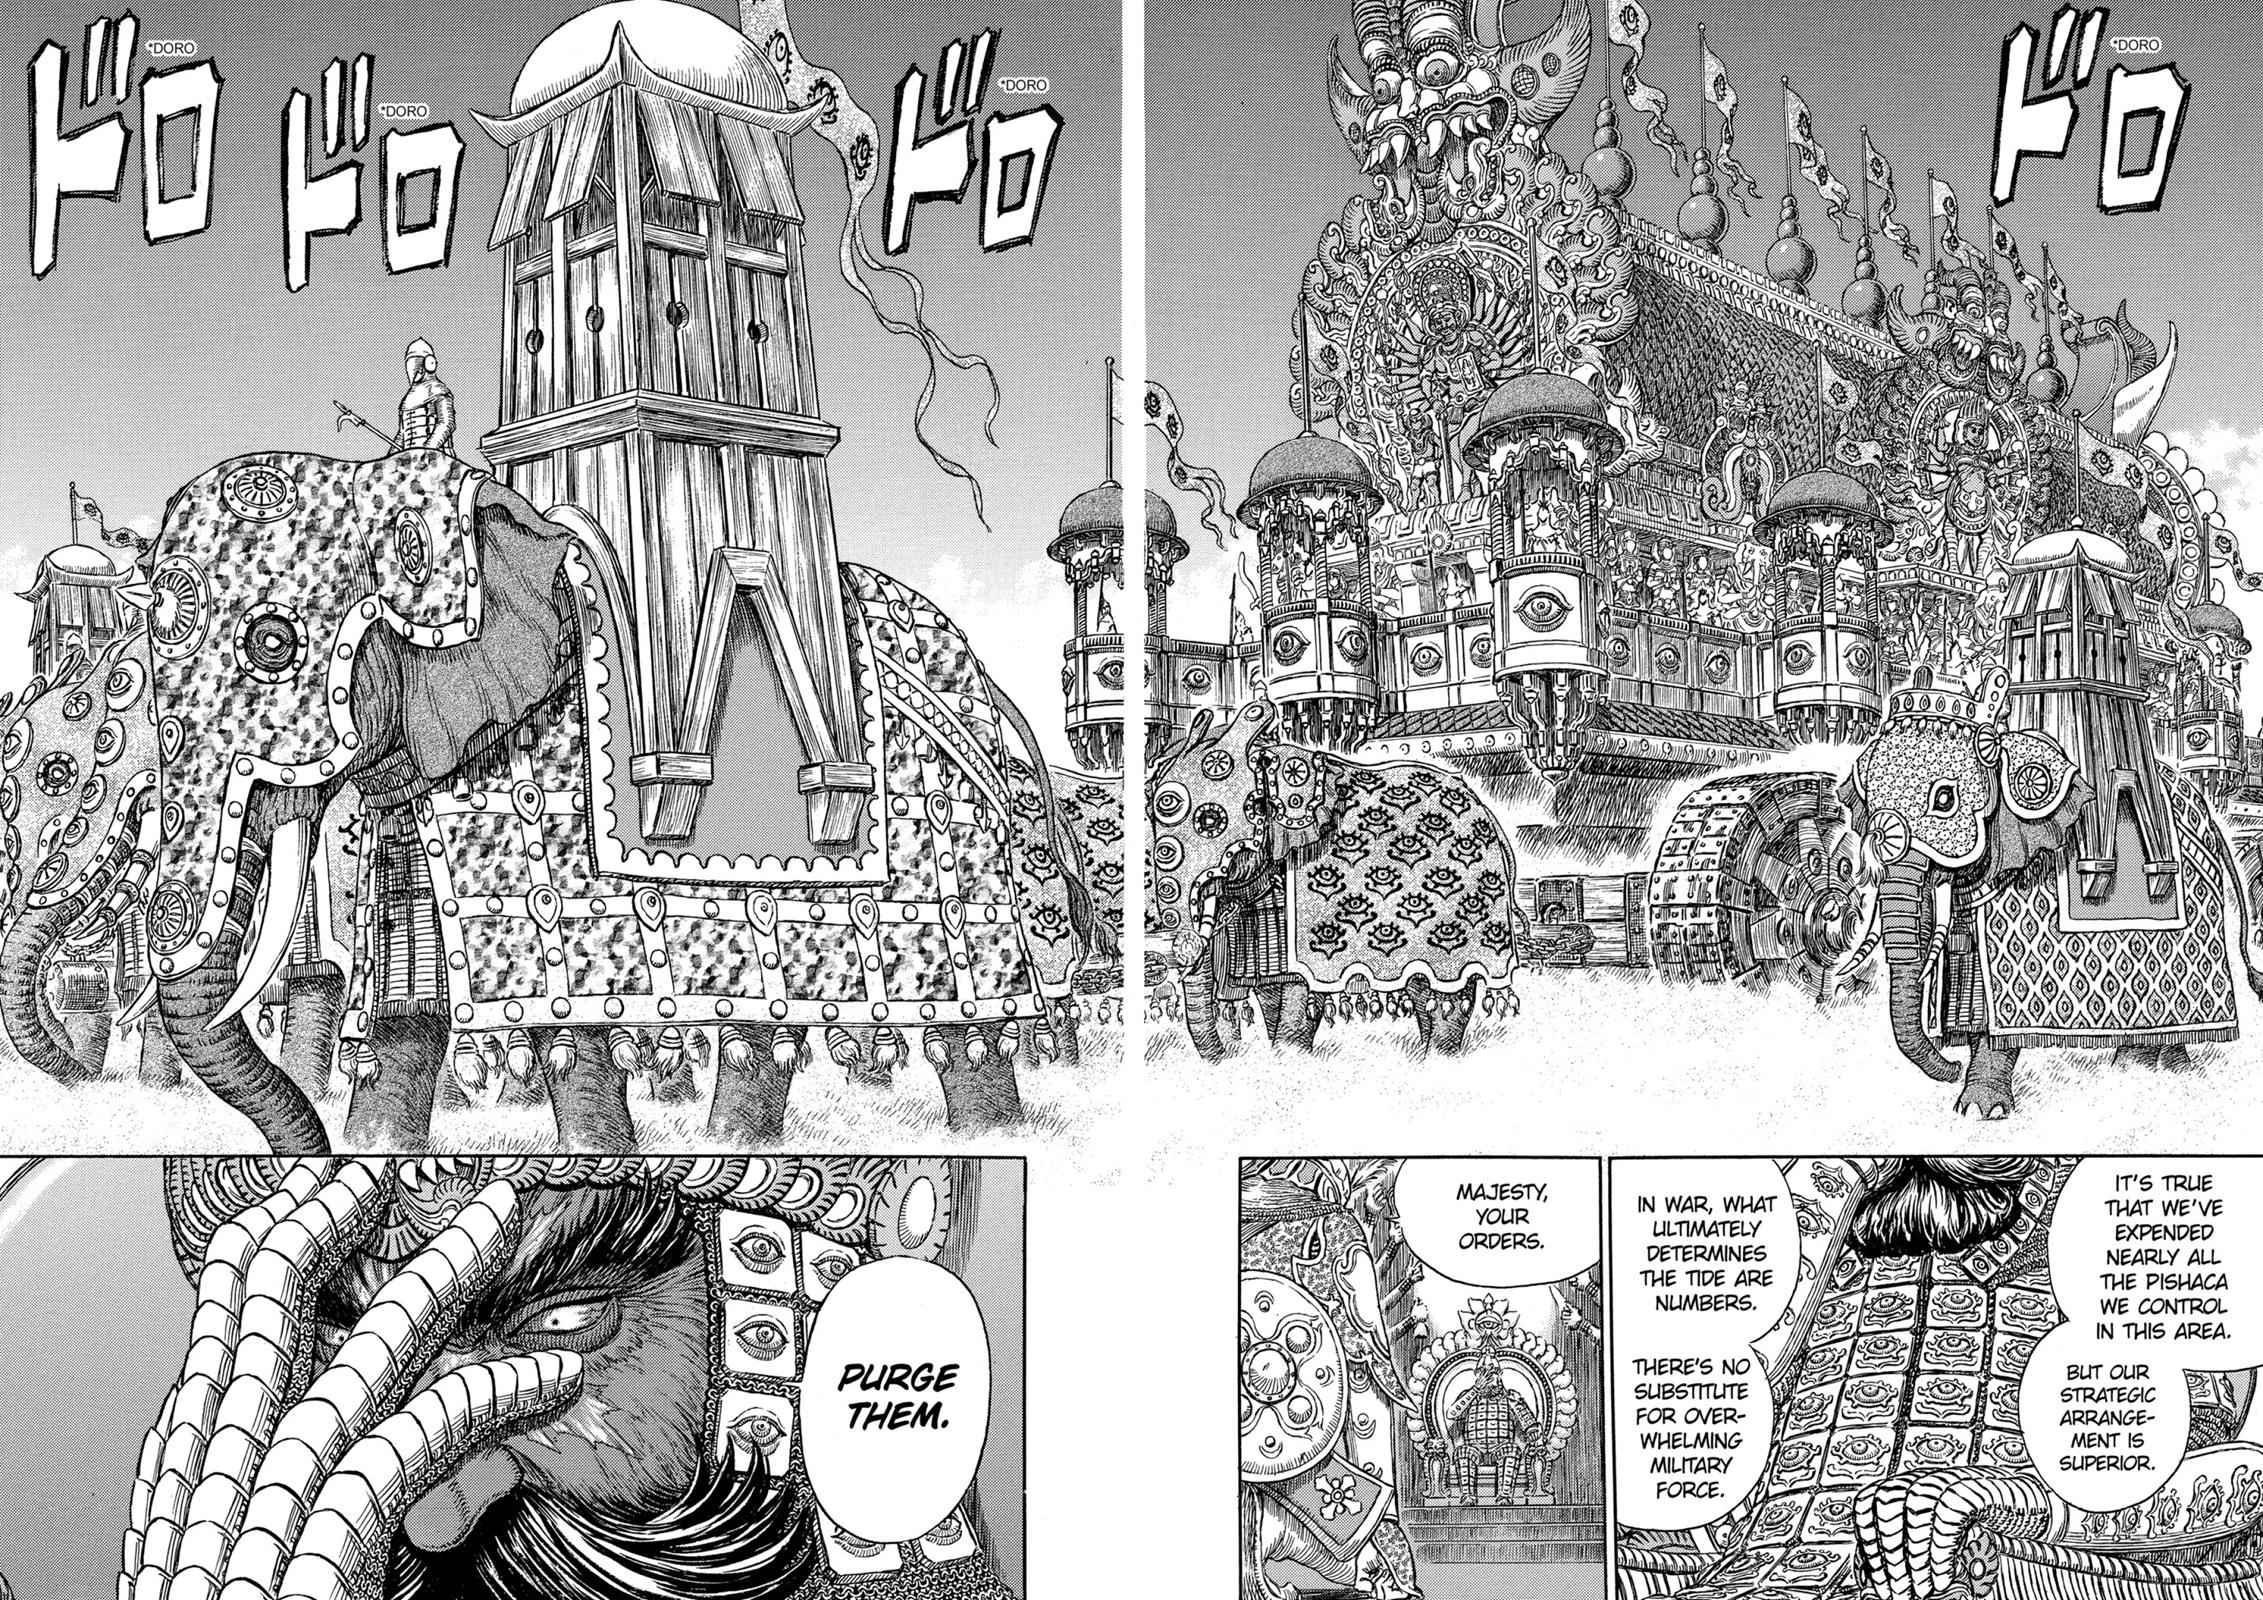 ドロ
*DORO
ドロ
*DORO
ドロ
*DORO
ドロ
*DORO
IT'S TRUE
THAT WE'VE
EXPENDED
NEARLY ALL
THE PISHACA
WE CONTROL
IN THIS AREA.
BUT OUR
STRATEGIC
ARRANGE-
MENT IS
SUPERIOR.
IN WAR, WHAT
ULTIMATELY
DETERMINES
THE TIDE ARE
NUMBERS.
THERE'S NO
SUBSTITUTE
FOR OVER-
WHELMING
MILITARY
FORCE.
MAJESTY,
YOUR
ORDERS.
PURGE
THEM.